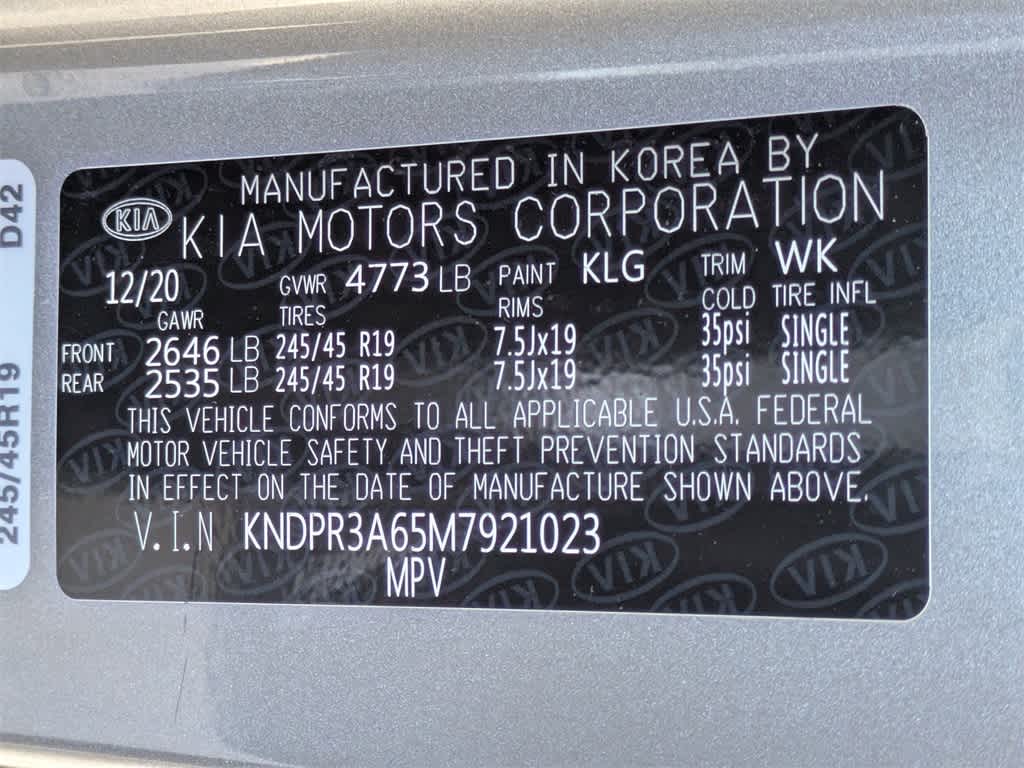 MANUFACTURED IN KOREA BY
KIA KIA MOTORS CORPORATION
12/20 GVWR 4773 LB PAINT KLG TRIM WK
GAWR TIRES RIMS COLD TIRE INFL
FRONT 2646 LB 245/45 R19 7.5Jx19 35psi SINGLE
REAR 2535 LB 245/45 R19 7.5Jx19 35psi SINGLE
THIS VEHICLE CONFORMS TO ALL APPLICABLE U.S.A. FEDERAL
MOTOR VEHICLE SAFETY AND THEFT PREVENTION STANDARDS
IN EFFECT ON THE DATE OF MANUFACTURE SHOWN ABOVE.
V.I.N KNDPR3A65M7921023
MPV
245/45R19 D42